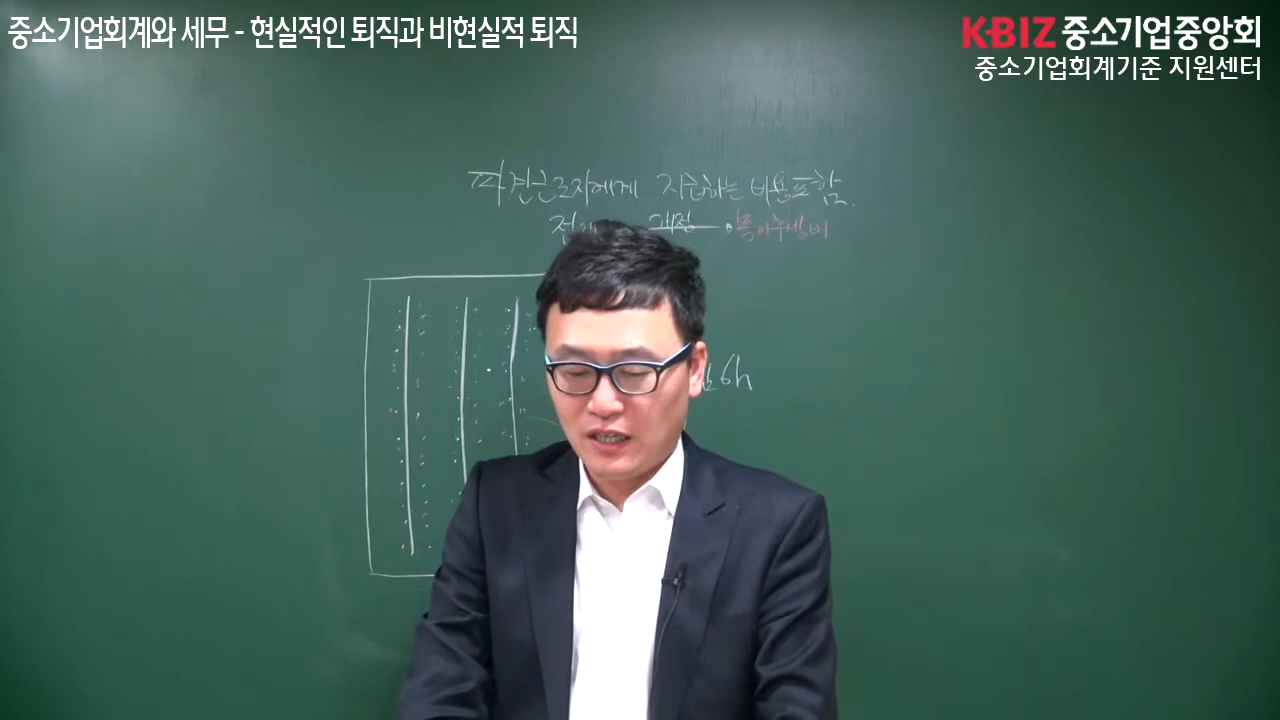 중소기업회계와 세무 - 현실적인 퇴직과 비현실적 퇴직
K-BIZ 중소기업중앙회
중소기업회계기준 지원센터
파견근로자에게 지급하는 비용포함.
개정 복리후생비
6h